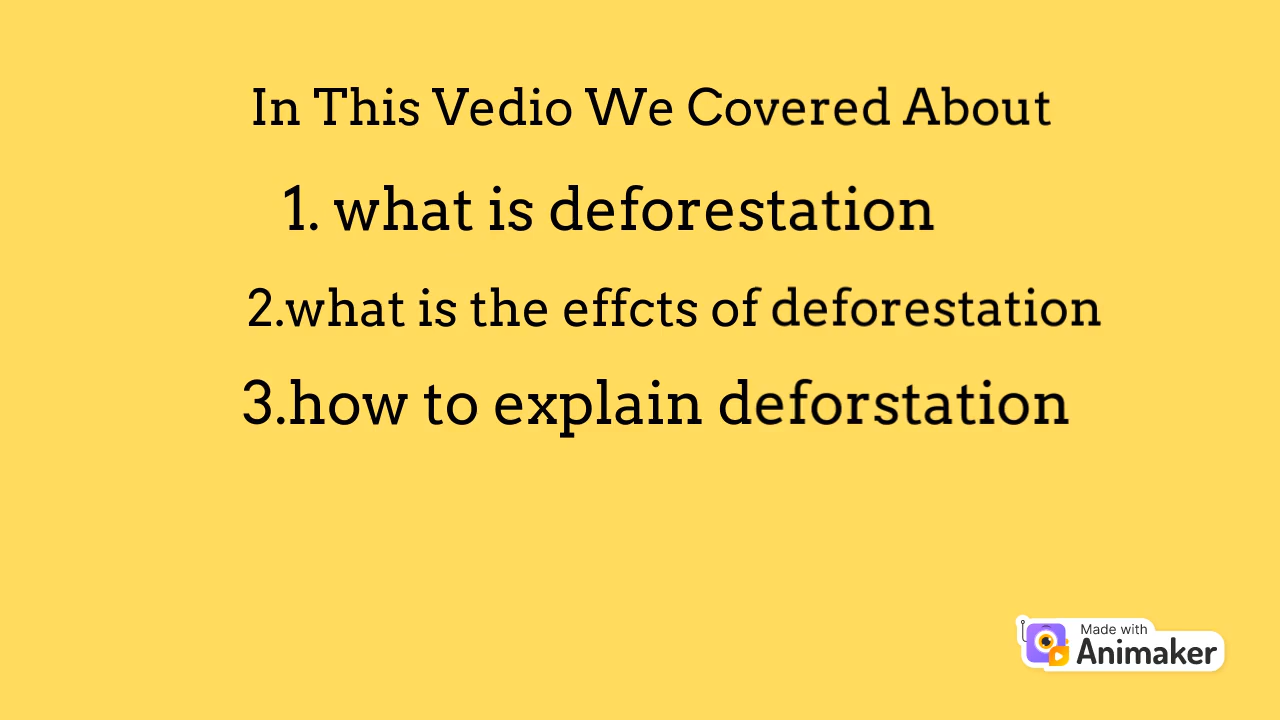 In This Vedio We Covered About
1. what is deforestation
2.what is the effcts of deforestation
3.how to explain deforstation
Made with
Animaker